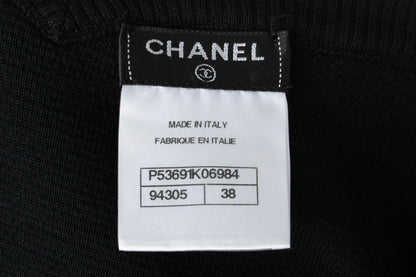 CHANEL
MADE IN ITALY
FABRIQUE EN ITALIE
P53691K06984
94305 38